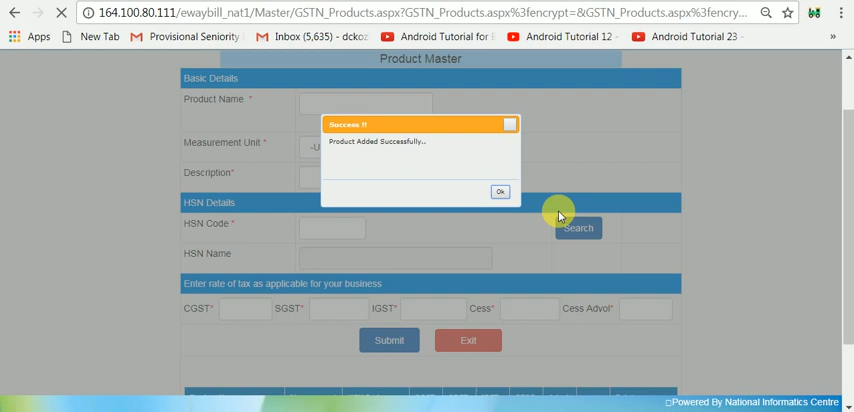 164.100.80.111/ewaybill_nat1/Master/GSTN_Products.aspx?GSTN_Products.aspx%3fencrypt=&GSTN_Products.aspx%3fencry...
Apps New Tab Provisional Seniority Inbox (5,635) - dckoz Android Tutorial for Android Tutorial 12 - Android Tutorial 23 - »
Product Master
Basic Details
Product Name *
Success !!
Product Added Successfully..
Measurement Unit * -U
Description*
Ok
HSN Details
HSN Code * Search
HSN Name
Enter rate of tax as applicable for your business
CGST* SGST* IGST* Cess* Cess Advol*
Submit Exit
□Powered By National Informatics Centre